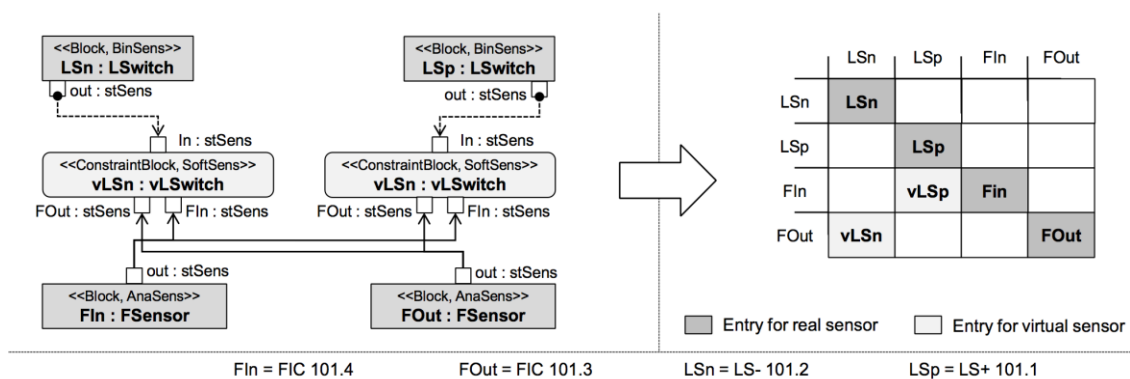 <<Block, BinSens>>
LSn : LSwitch
out : stSens
<<Block, BinSens>>
LSp : LSwitch
out : stSens
In : stSens
In : stSens
<<ConstraintBlock, SoftSens>>
vLSn : vLSwitch
<<ConstraintBlock, SoftSens>>
vLSn : vLSwitch
FOut : stSens
FIn : stSens
FOut : stSens
FIn : stSens
out : stSens
out : stSens
<<Block, AnaSens>>
FIn : FSensor
<<Block, AnaSens>>
FOut : FSensor
LSn LSp FIn FOut
LSn LSn
LSp LSp
FIn vLSp Fin
FOut vLSn FOut
Entry for real sensor
Entry for virtual sensor
FIn = FIC 101.4
FOut = FIC 101.3
LSn = LS- 101.2
LSp = LS+ 101.1